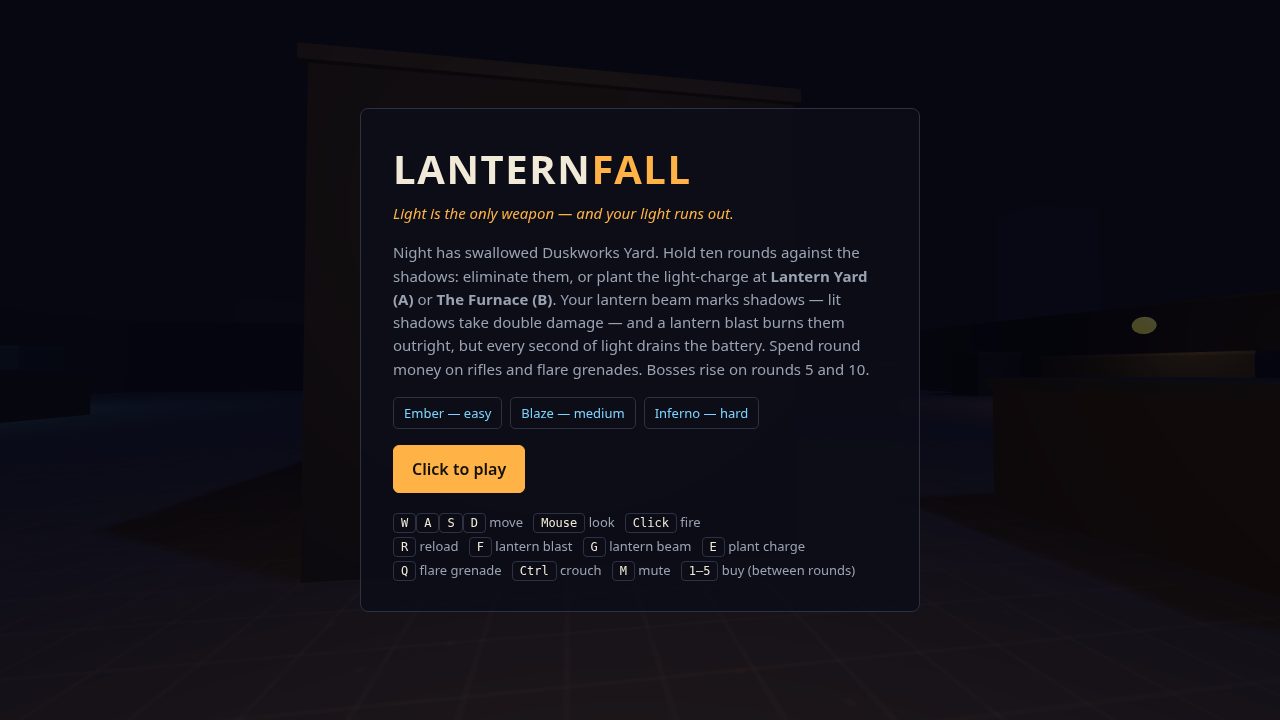 LANTERNFALL
Light is the only weapon — and your light runs out.
Night has swallowed Duskworks Yard. Hold ten rounds against the
shadows: eliminate them, or plant the light-charge at Lantern Yard
(A) or The Furnace (B). Your lantern beam marks shadows — lit
shadows take double damage — and a lantern blast burns them
outright, but every second of light drains the battery. Spend round
money on rifles and flare grenades. Bosses rise on rounds 5 and 10.
Ember — easy Blaze — medium Inferno — hard
Click to play
W A S D move Mouse look Click fire
R reload F lantern blast G lantern beam E plant charge
Q flare grenade Ctrl crouch M mute 1–5 buy (between rounds)